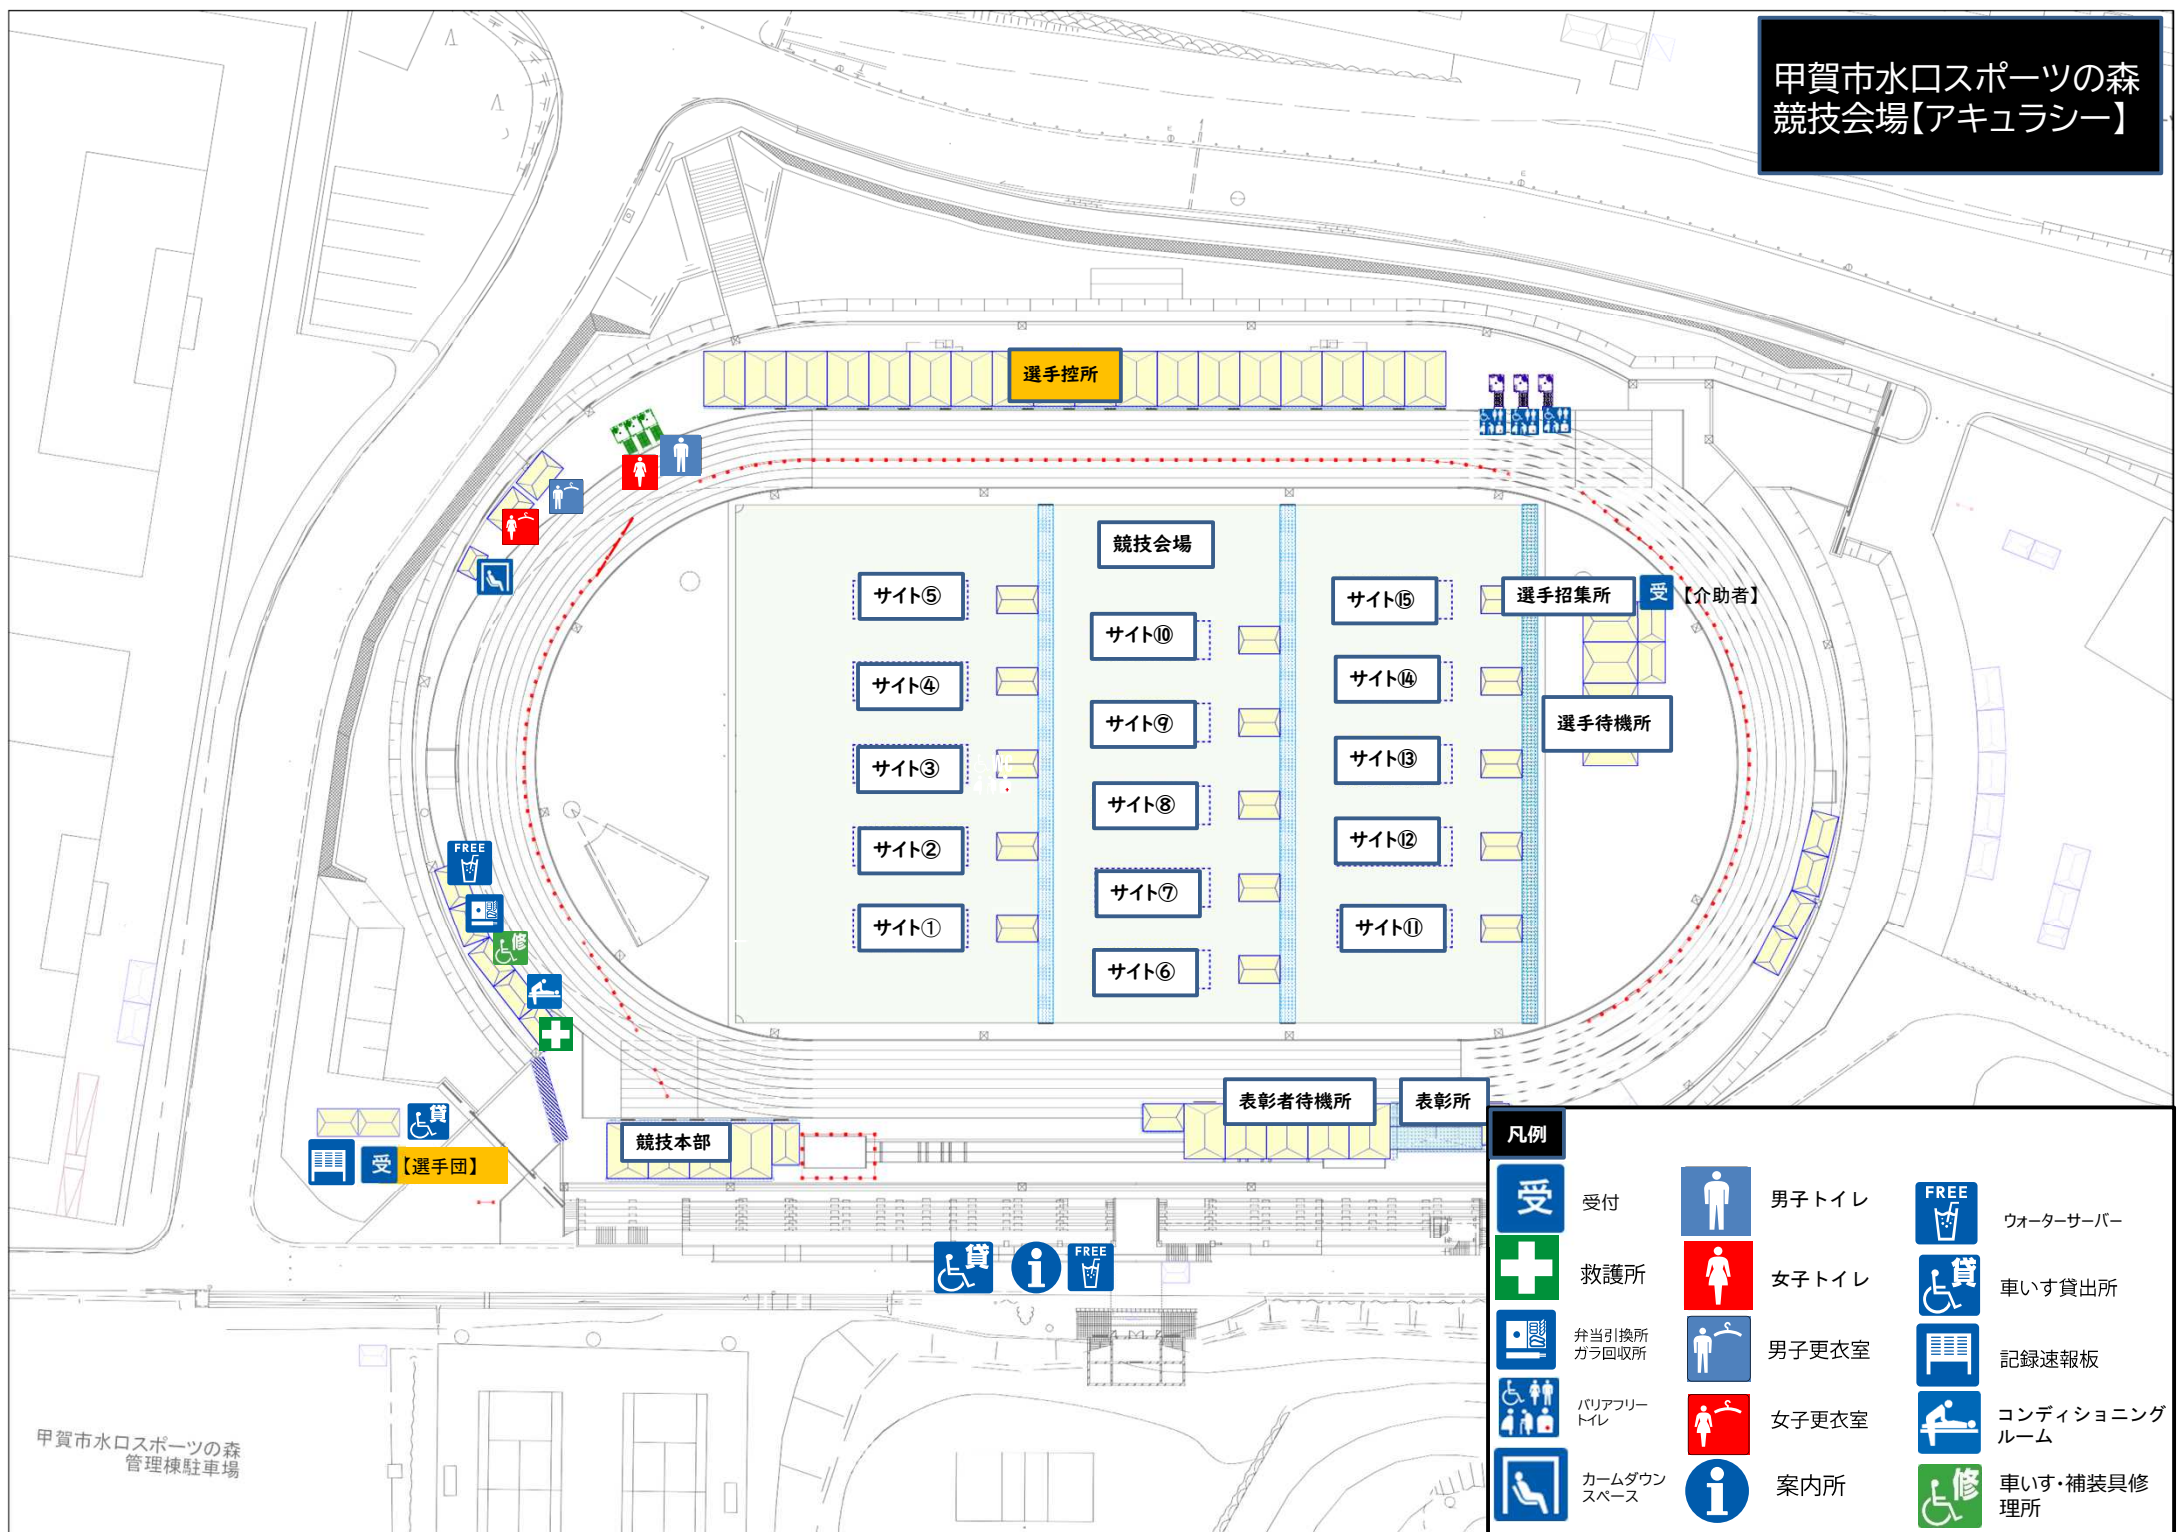 甲賀市水口スポーツの森
競技会場【アキュラシー】
選手控所
競技会場
サイト⑤
サイト⑩
サイト⑮
選手招集所
受
【介助者】
サイト④
サイト⑨
サイト⑭
選手待機所
サイト③
サイト⑧
サイト⑬
サイト②
サイト⑦
サイト⑫
サイト①
サイト⑥
サイト⑪
FREE
修
貸
受
【選手団】
競技本部
表彰者待機所
表彰所
貸
i
FREE
甲賀市水口スポーツの森
管理棟駐車場
凡例
受
受付
男子トイレ
FREE
ウォーターサーバー
救護所
女子トイレ
貸
車いす貸出所
弁当引換所
ガラ回収所
男子更衣室
記録速報板
バリアフリー
トイレ
女子更衣室
コンディショニング
ルーム
カームダウン
スペース
i
案内所
修
車いす・補装具修
理所